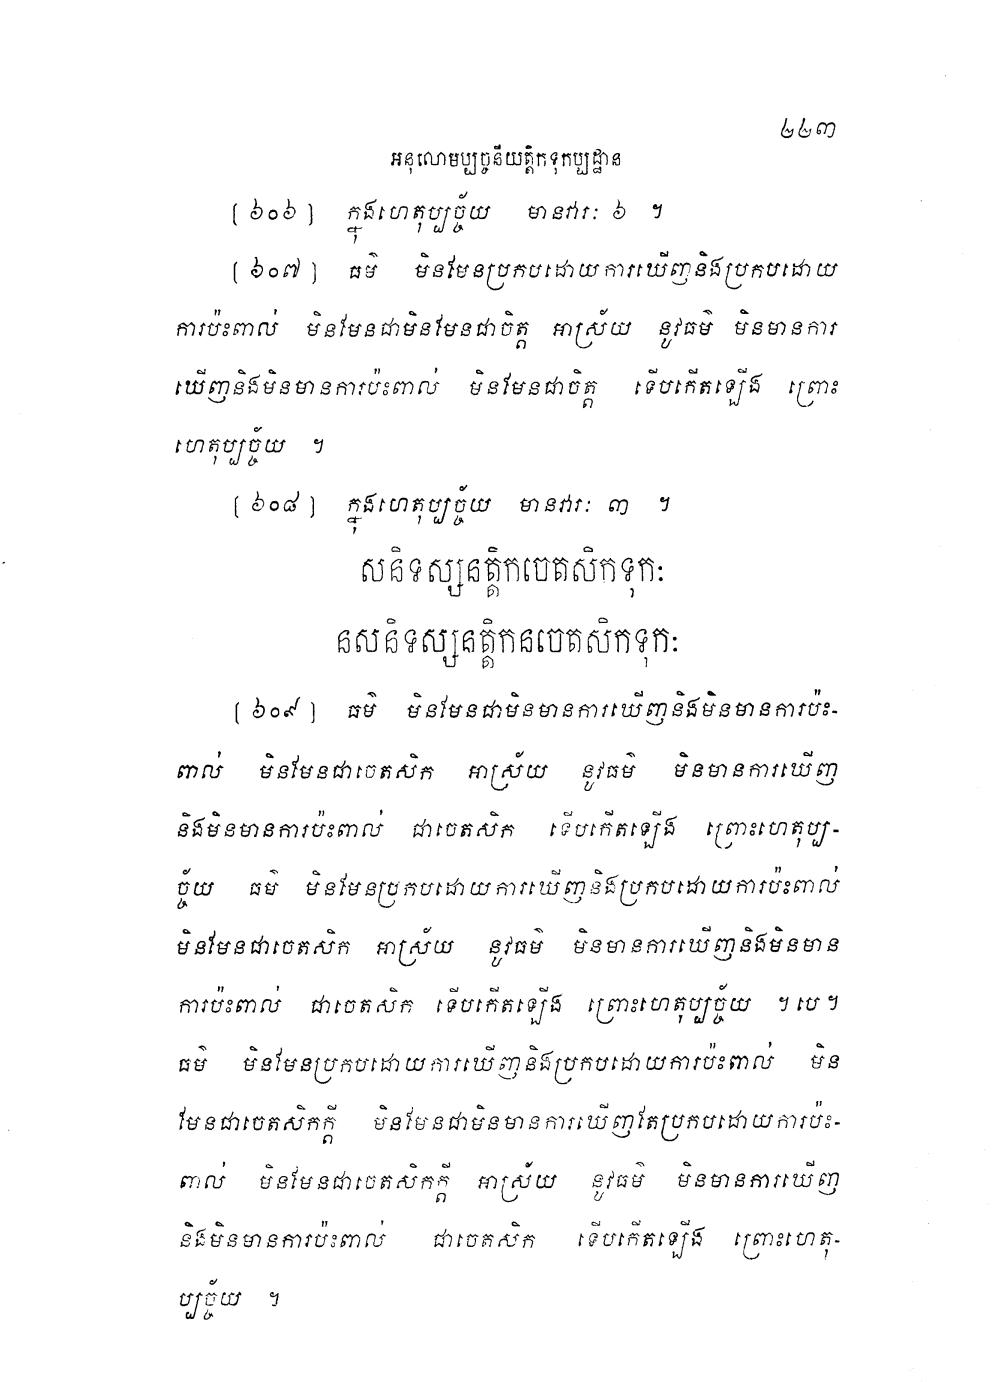 ២២៣
អនុលោមប្បច្ចនីយត្តិកទុកប្បដ្ឋាន
[៦០៦] ក្នុងហេតុប្បច្ច័យ មានវារៈ ៦ ។
[៦០៧] ធម៌ មិនមែនប្រកបដោយការឃើញនិងប្រកបដោយ
ការប៉ះពាល់ មិនមែនជាមិនមែនជាចិត្ត អាស្រ័យ នូវធម៌ មិនមានការ
ឃើញនិងមិនមានការប៉ះពាល់ មិនមែនជាចិត្ត ទើបកើតឡើង ព្រោះ
ហេតុប្បច្ច័យ ។
[៦០៨] ក្នុងហេតុប្បច្ច័យ មានវារៈ ៣ ។
សនិទស្សនត្តិកចេតសិកទុកៈ
នសនិទស្សនត្តិកនចេតសិកទុកៈ
[៦០៩] ធម៌ មិនមែនជាមិនមានការឃើញនិងមិនមានការប៉ះ-
ពាល់ មិនមែនជាចេតសិក អាស្រ័យ នូវធម៌ មិនមានការឃើញ
និងមិនមានការប៉ះពាល់ ជាចេតសិក ទើបកើតឡើង ព្រោះហេតុប្ប-
ច្ច័យ ធម៌ មិនមែនប្រកបដោយការឃើញនិងប្រកបដោយការប៉ះពាល់
មិនមែនជាចេតសិក អាស្រ័យ នូវធម៌ មិនមានការឃើញនិងមិនមាន
ការប៉ះពាល់ ជាចេតសិក ទើបកើតឡើង ព្រោះហេតុប្បច្ច័យ ។បេ។
ធម៌ មិនមែនប្រកបដោយការឃើញនិងប្រកបដោយការប៉ះពាល់ មិន
មែនជាចេតសិកក្តី មិនមែនជាមិនមានការឃើញតែប្រកបដោយការប៉ះ-
ពាល់ មិនមែនជាចេតសិកក្តី អាស្រ័យ នូវធម៌ មិនមានការឃើញ
និងមិនមានការប៉ះពាល់ ជាចេតសិក ទើបកើតឡើង ព្រោះហេតុ-
ប្បច្ច័យ ។